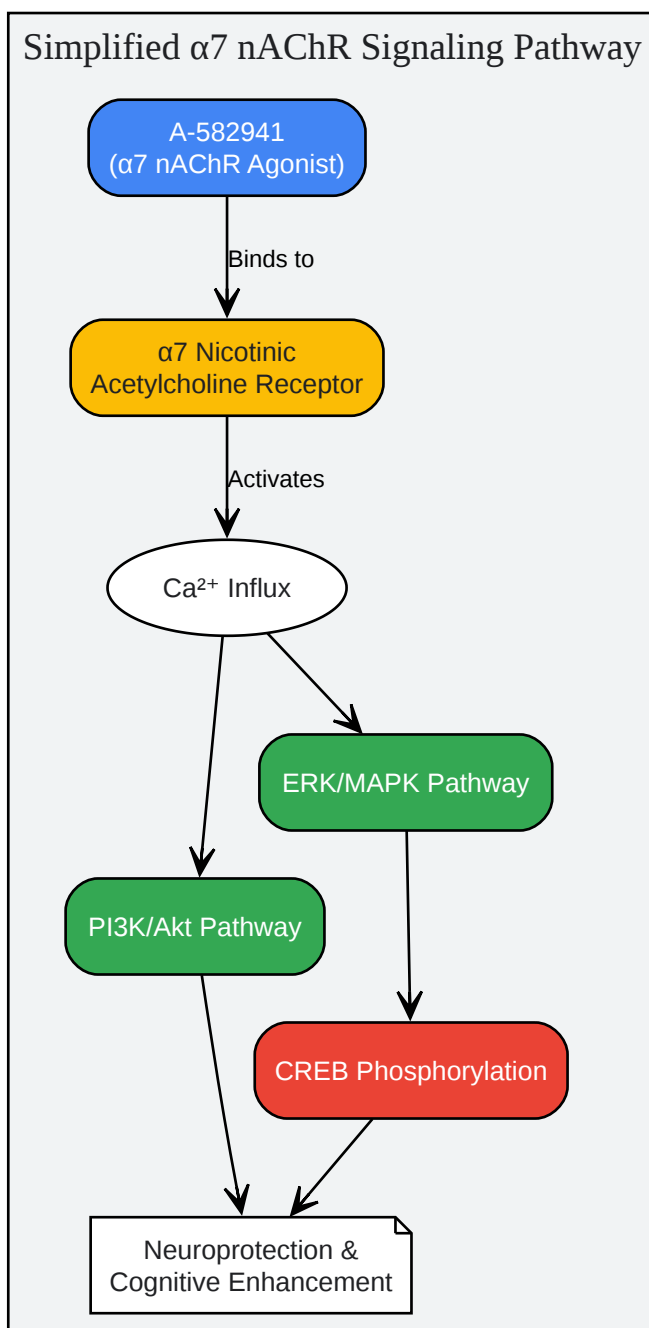 Simplified α7 nAChR Signaling Pathway
A-582941
(α7 nAChR Agonist)
Binds to
α7 Nicotinic
Acetylcholine Receptor
Activates
Ca²⁺ Influx
ERK/MAPK Pathway
PI3K/Akt Pathway
CREB Phosphorylation
Neuroprotection &
Cognitive Enhancement